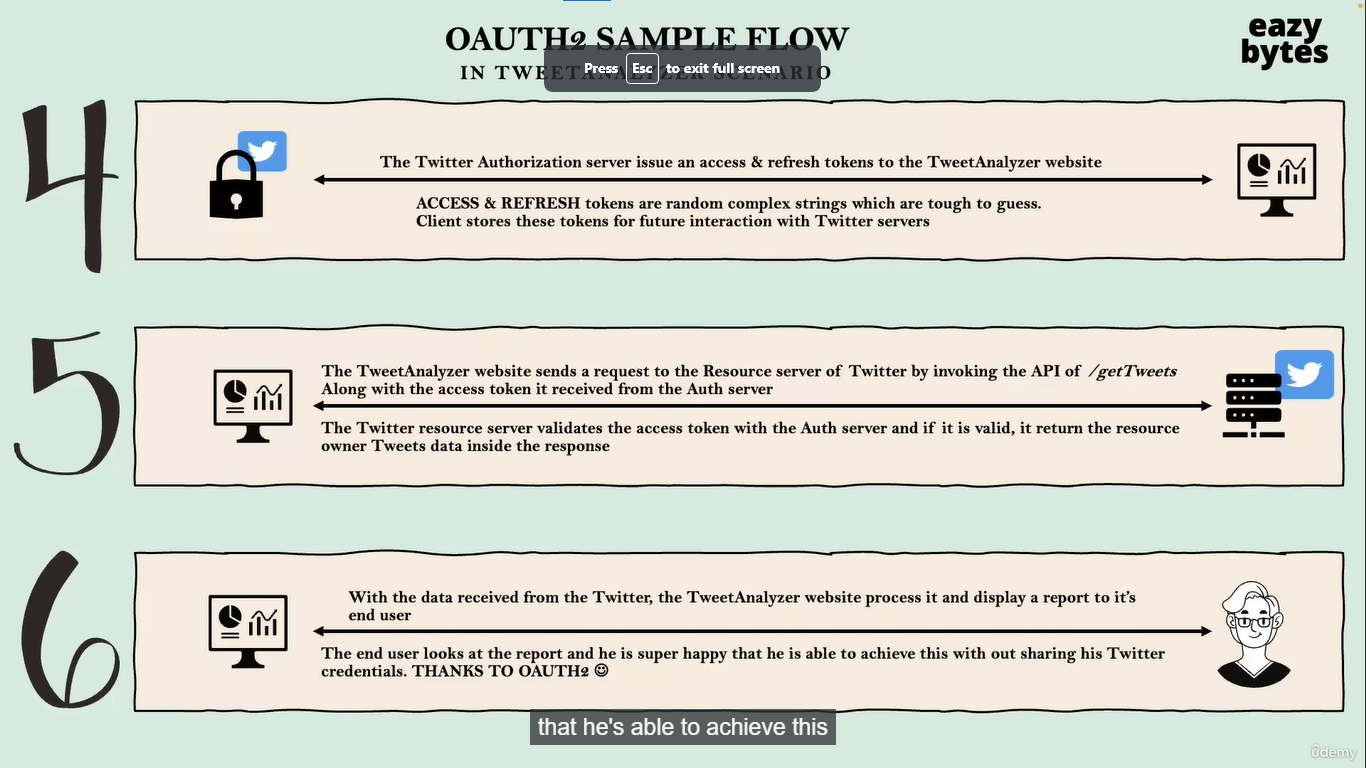 OAUTH2 SAMPLE FLOW
IN TWEETANALYZER SCENARIO
Press Esc to exit full screen
eazy
bytes
4
The Twitter Authorization server issue an access & refresh tokens to the TweetAnalyzer website
ACCESS & REFRESH tokens are random complex strings which are tough to guess.
Client stores these tokens for future interaction with Twitter servers
5
The TweetAnalyzer website sends a request to the Resource server of Twitter by invoking the API of /getTweets
Along with the access token it received from the Auth server
The Twitter resource server validates the access token with the Auth server and if it is valid, it return the resource
owner Tweets data inside the response
6
With the data received from the Twitter, the TweetAnalyzer website process it and display a report to it's
end user
The end user looks at the report and he is super happy that he is able to achieve this with out sharing his Twitter
credentials. THANKS TO OAUTH2 ☺
that he's able to achieve this
ûdemy